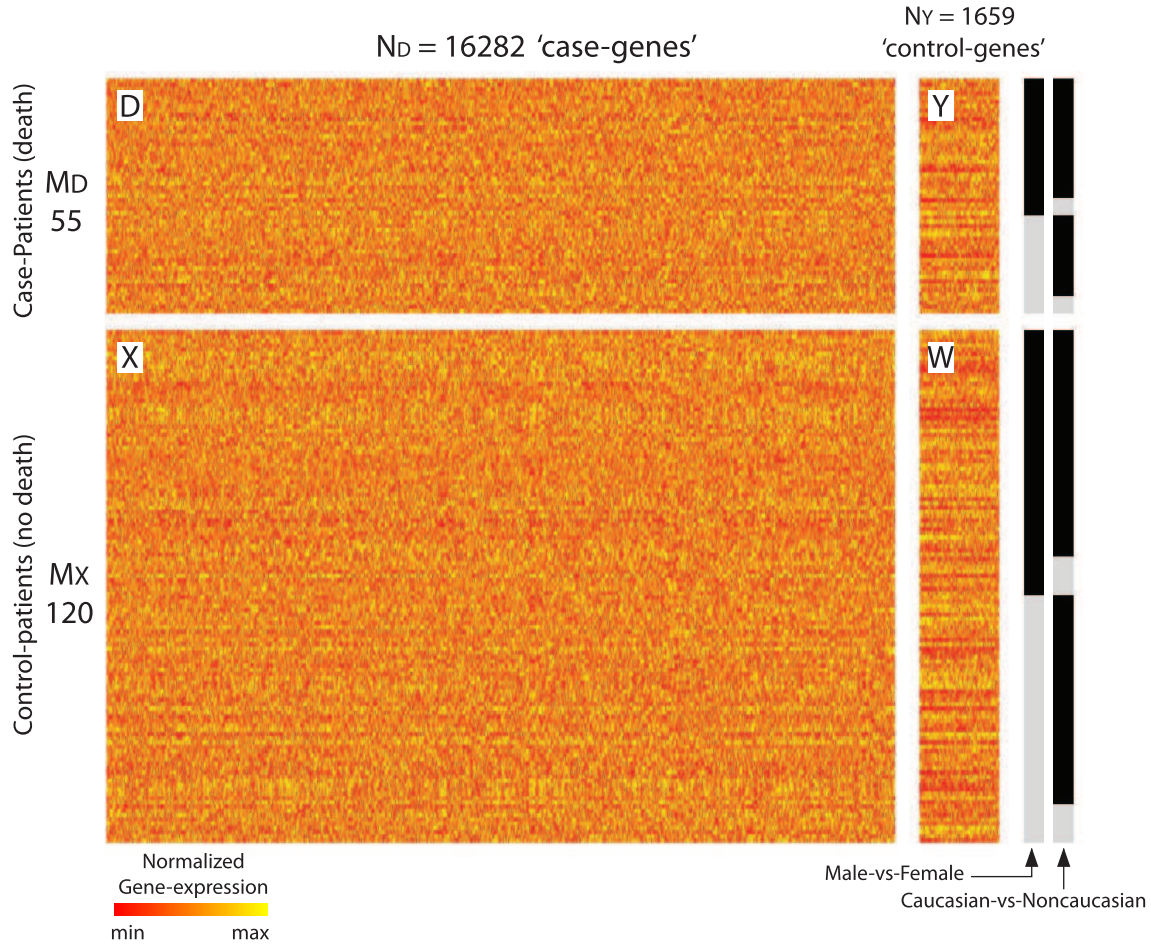 NY = 1659
ND = 16282 ‘case-genes’
‘control-genes’
Case-Patients (death)
MD
55
D
Y
Control-patients (no death)
MX
120
X
W
Normalized
Gene-expression
min
max
Male-vs-Female
Caucasian-vs-Noncaucasian